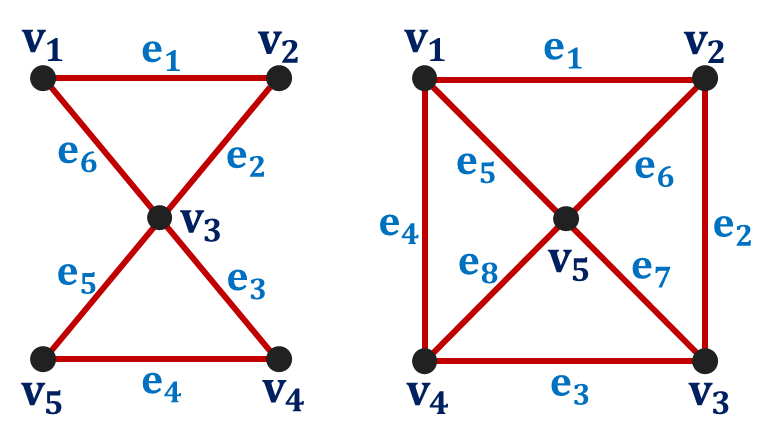 v₁ e₁ v₂
e₆ e₂
v₃
e₅ e₃
v₅ e₄ v₄
v₁ e₁ v₂
e₅ e₆
e₄ e₂
v₅
e₈ e₇
v₄ e₃ v₃